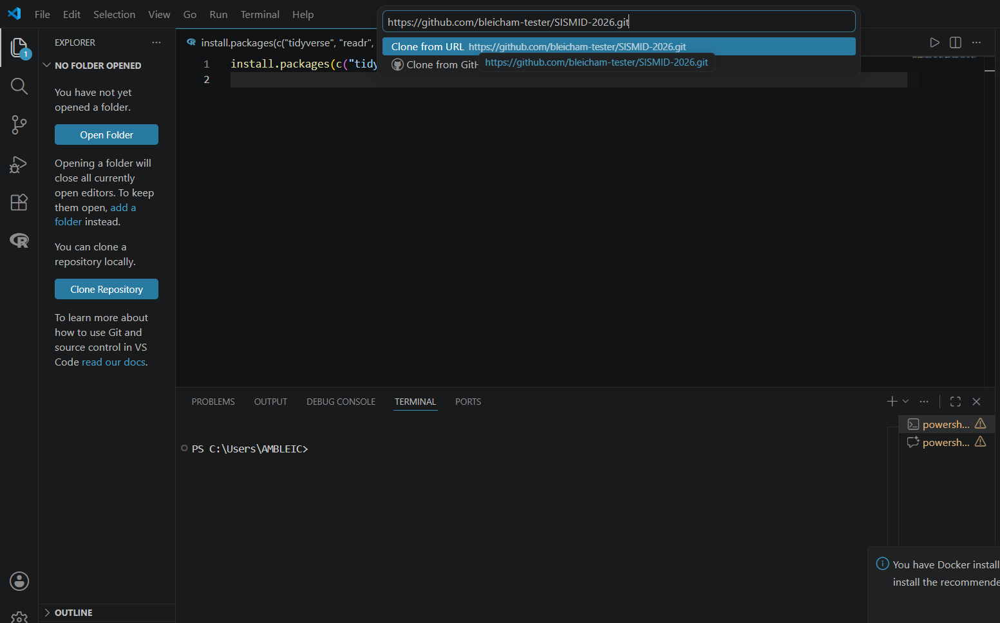 File Edit Selection View Go Run Terminal Help
https://github.com/bleicham-tester/SISMID-2026.git
Clone from URL https://github.com/bleicham-tester/SISMID-2026.git
Clone from GitH
https://github.com/bleicham-tester/SISMID-2026.git
EXPLORER
1
NO FOLDER OPENED
You have not yet
opened a folder.
Open Folder
Opening a folder will
close all currently
open editors. To keep
them open, add a
folder instead.
You can clone a
repository locally.
Clone Repository
To learn more about
how to use Git and
source control in VS
Code read our docs.
OUTLINE
install.packages(c("tidyverse", "readr",
1 install.packages(c("tidy
2
PROBLEMS OUTPUT DEBUG CONSOLE TERMINAL PORTS
PS C:\Users\AMBLEIC>
powersh...
powersh...
You have Docker install
install the recommende